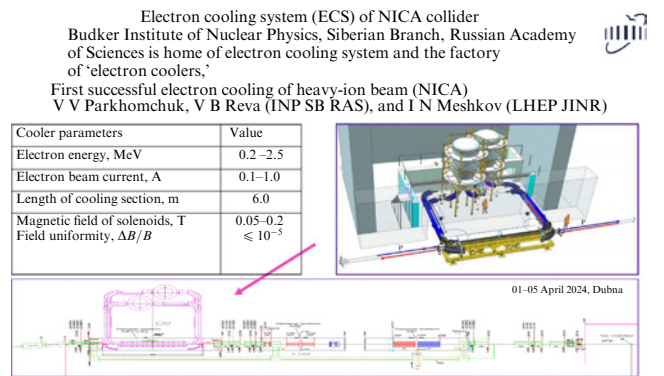 Electron cooling system (ECS) of NICA collider
Budker Institute of Nuclear Physics, Siberian Branch, Russian Academy
of Sciences is home of electron cooling system and the factory
of ‘electron coolers,’
First successful electron cooling of heavy-ion beam (NICA)
V V Parkhomchuk, V B Reva (INP SB RAS), and I N Meshkov (LHEP JINR)
Cooler parameters Value
Electron energy, MeV 0.2–2.5
Electron beam current, A 0.1–1.0
Length of cooling section, m 6.0
Magnetic field of solenoids, T 0.05–0.2
Field uniformity, ΔB/B ⩽ 10⁻⁵
P P
01–05 April 2024, Dubna